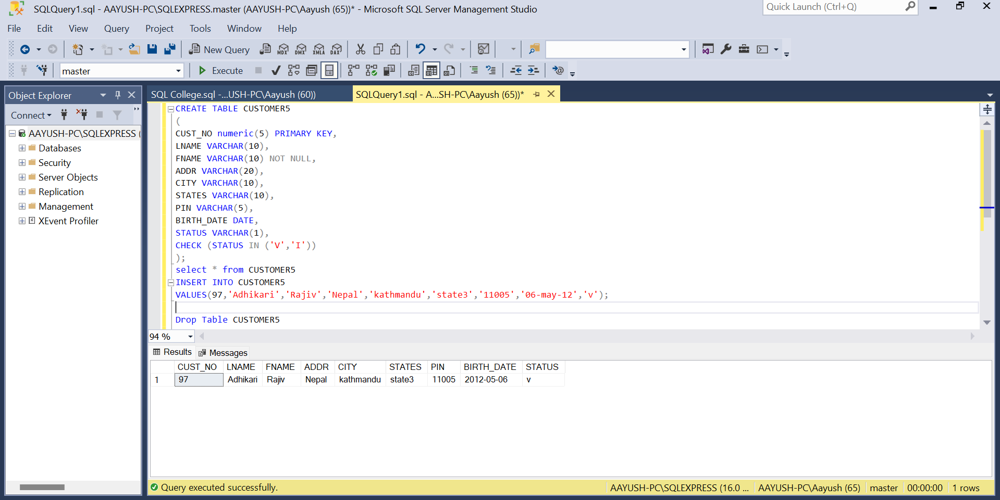 SQLQuery1.sql - AAYUSH-PC\SQLEXPRESS.master (AAYUSH-PC\Aayush (65))* - Microsoft SQL Server Management Studio
Quick Launch (Ctrl+Q)
File Edit View Query Project Tools Window Help
New Query MDX DMX XMLA DAX
master Execute
Object Explorer
SQL College.sql -...USH-PC\Aayush (60)) SQLQuery1.sql - A...SH-PC\Aayush (65))*
Connect
AAYUSH-PC\SQLEXPRESS (
Databases
Security
Server Objects
Replication
Management
XEvent Profiler
CREATE TABLE CUSTOMER5
(
CUST_NO numeric(5) PRIMARY KEY,
LNAME VARCHAR(10),
FNAME VARCHAR(10) NOT NULL,
ADDR VARCHAR(20),
CITY VARCHAR(10),
STATES VARCHAR(10),
PIN VARCHAR(5),
BIRTH_DATE DATE,
STATUS VARCHAR(1),
CHECK (STATUS IN ('V','I'))
);
select * from CUSTOMER5
INSERT INTO CUSTOMER5
VALUES(97,'Adhikari','Rajiv','Nepal','kathmandu','state3','11005','06-may-12','v');
Drop Table CUSTOMER5
94 %
Results Messages
CUST_NO LNAME FNAME ADDR CITY STATES PIN BIRTH_DATE STATUS
1 97 Adhikari Rajiv Nepal kathmandu state3 11005 2012-05-06 v
Query executed successfully. AAYUSH-PC\SQLEXPRESS (16.0 ... AAYUSH-PC\Aayush (65) master 00:00:00 1 rows